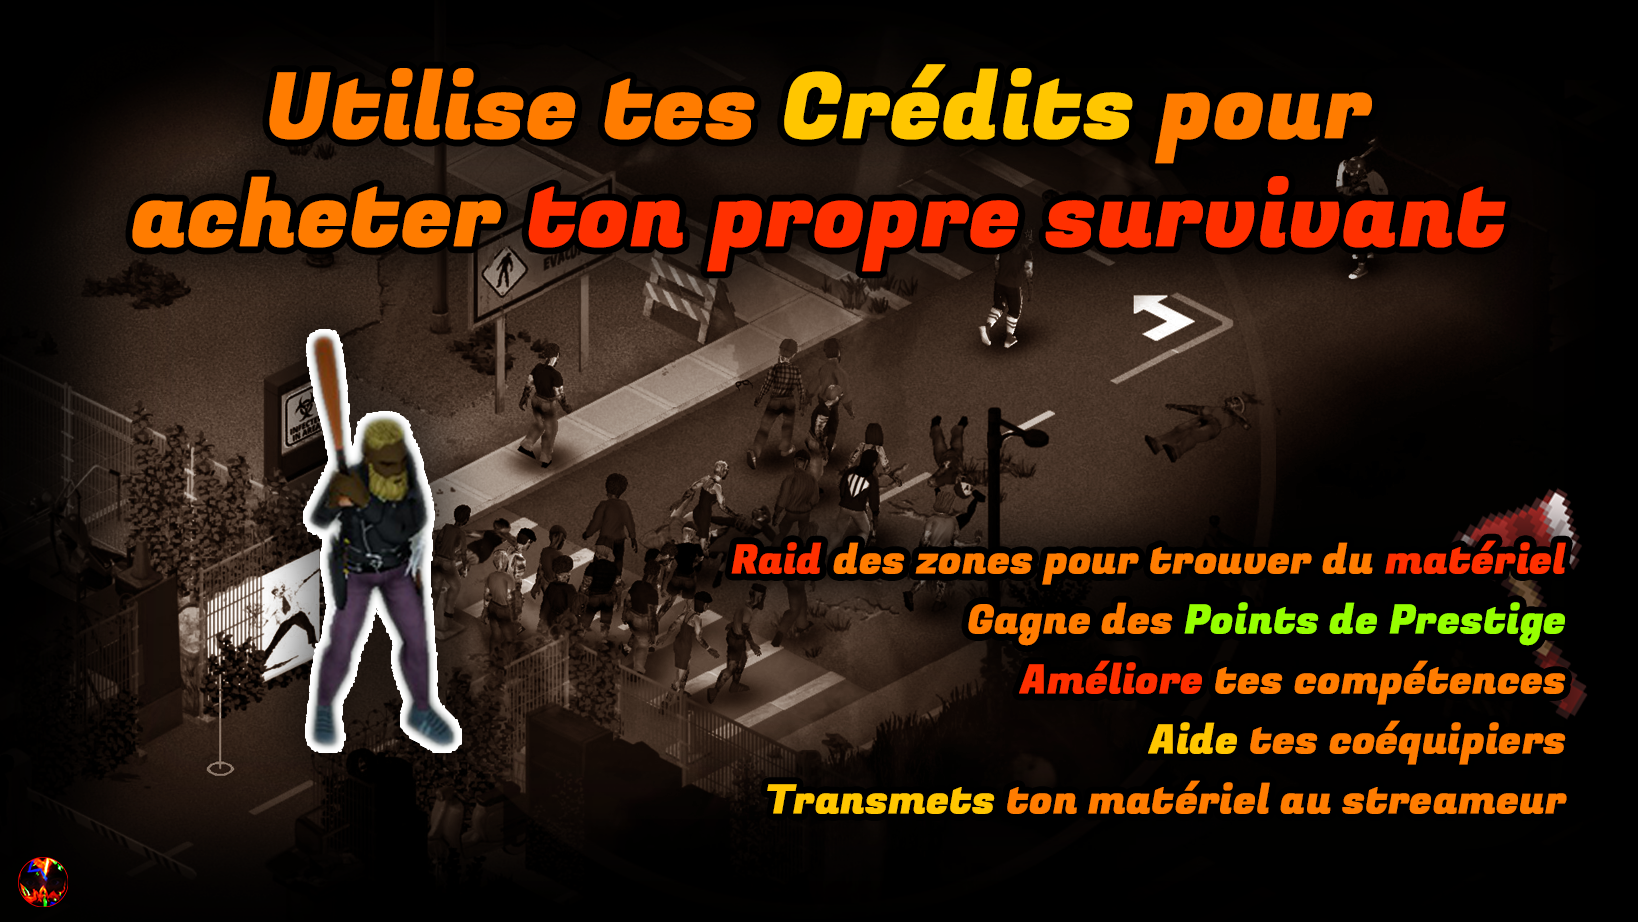 Utilise tes Crédits pour
acheter ton propre survivant
Raid des zones pour trouver du matériel
Gagne des Points de Prestige
Améliore tes compétences
Aide tes coéquipiers
Transmets ton matériel au streameur